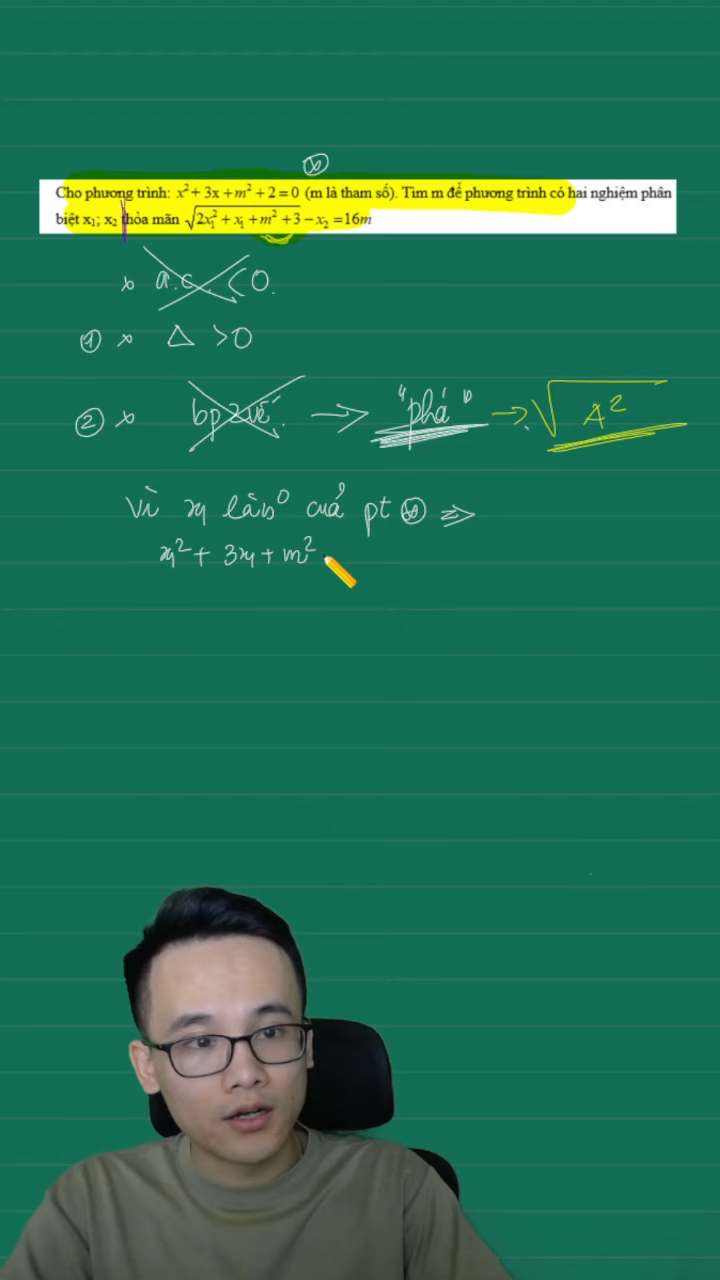 (*)
Cho phương trình: x² + 3x + m² + 2 = 0 (m là tham số). Tìm m để phương trình có hai nghiệm phân
biệt x₁; x₂ thỏa mãn √(2x₁² + x₁ + m² + 3) − x₂ = 16m
* a.c < 0.
① * Δ > 0
② * bp 2 vế. → "phá" → √A²
Vì x₁ là n⁰ của pt (*) ⇒
x₁² + 3x₁ + m²